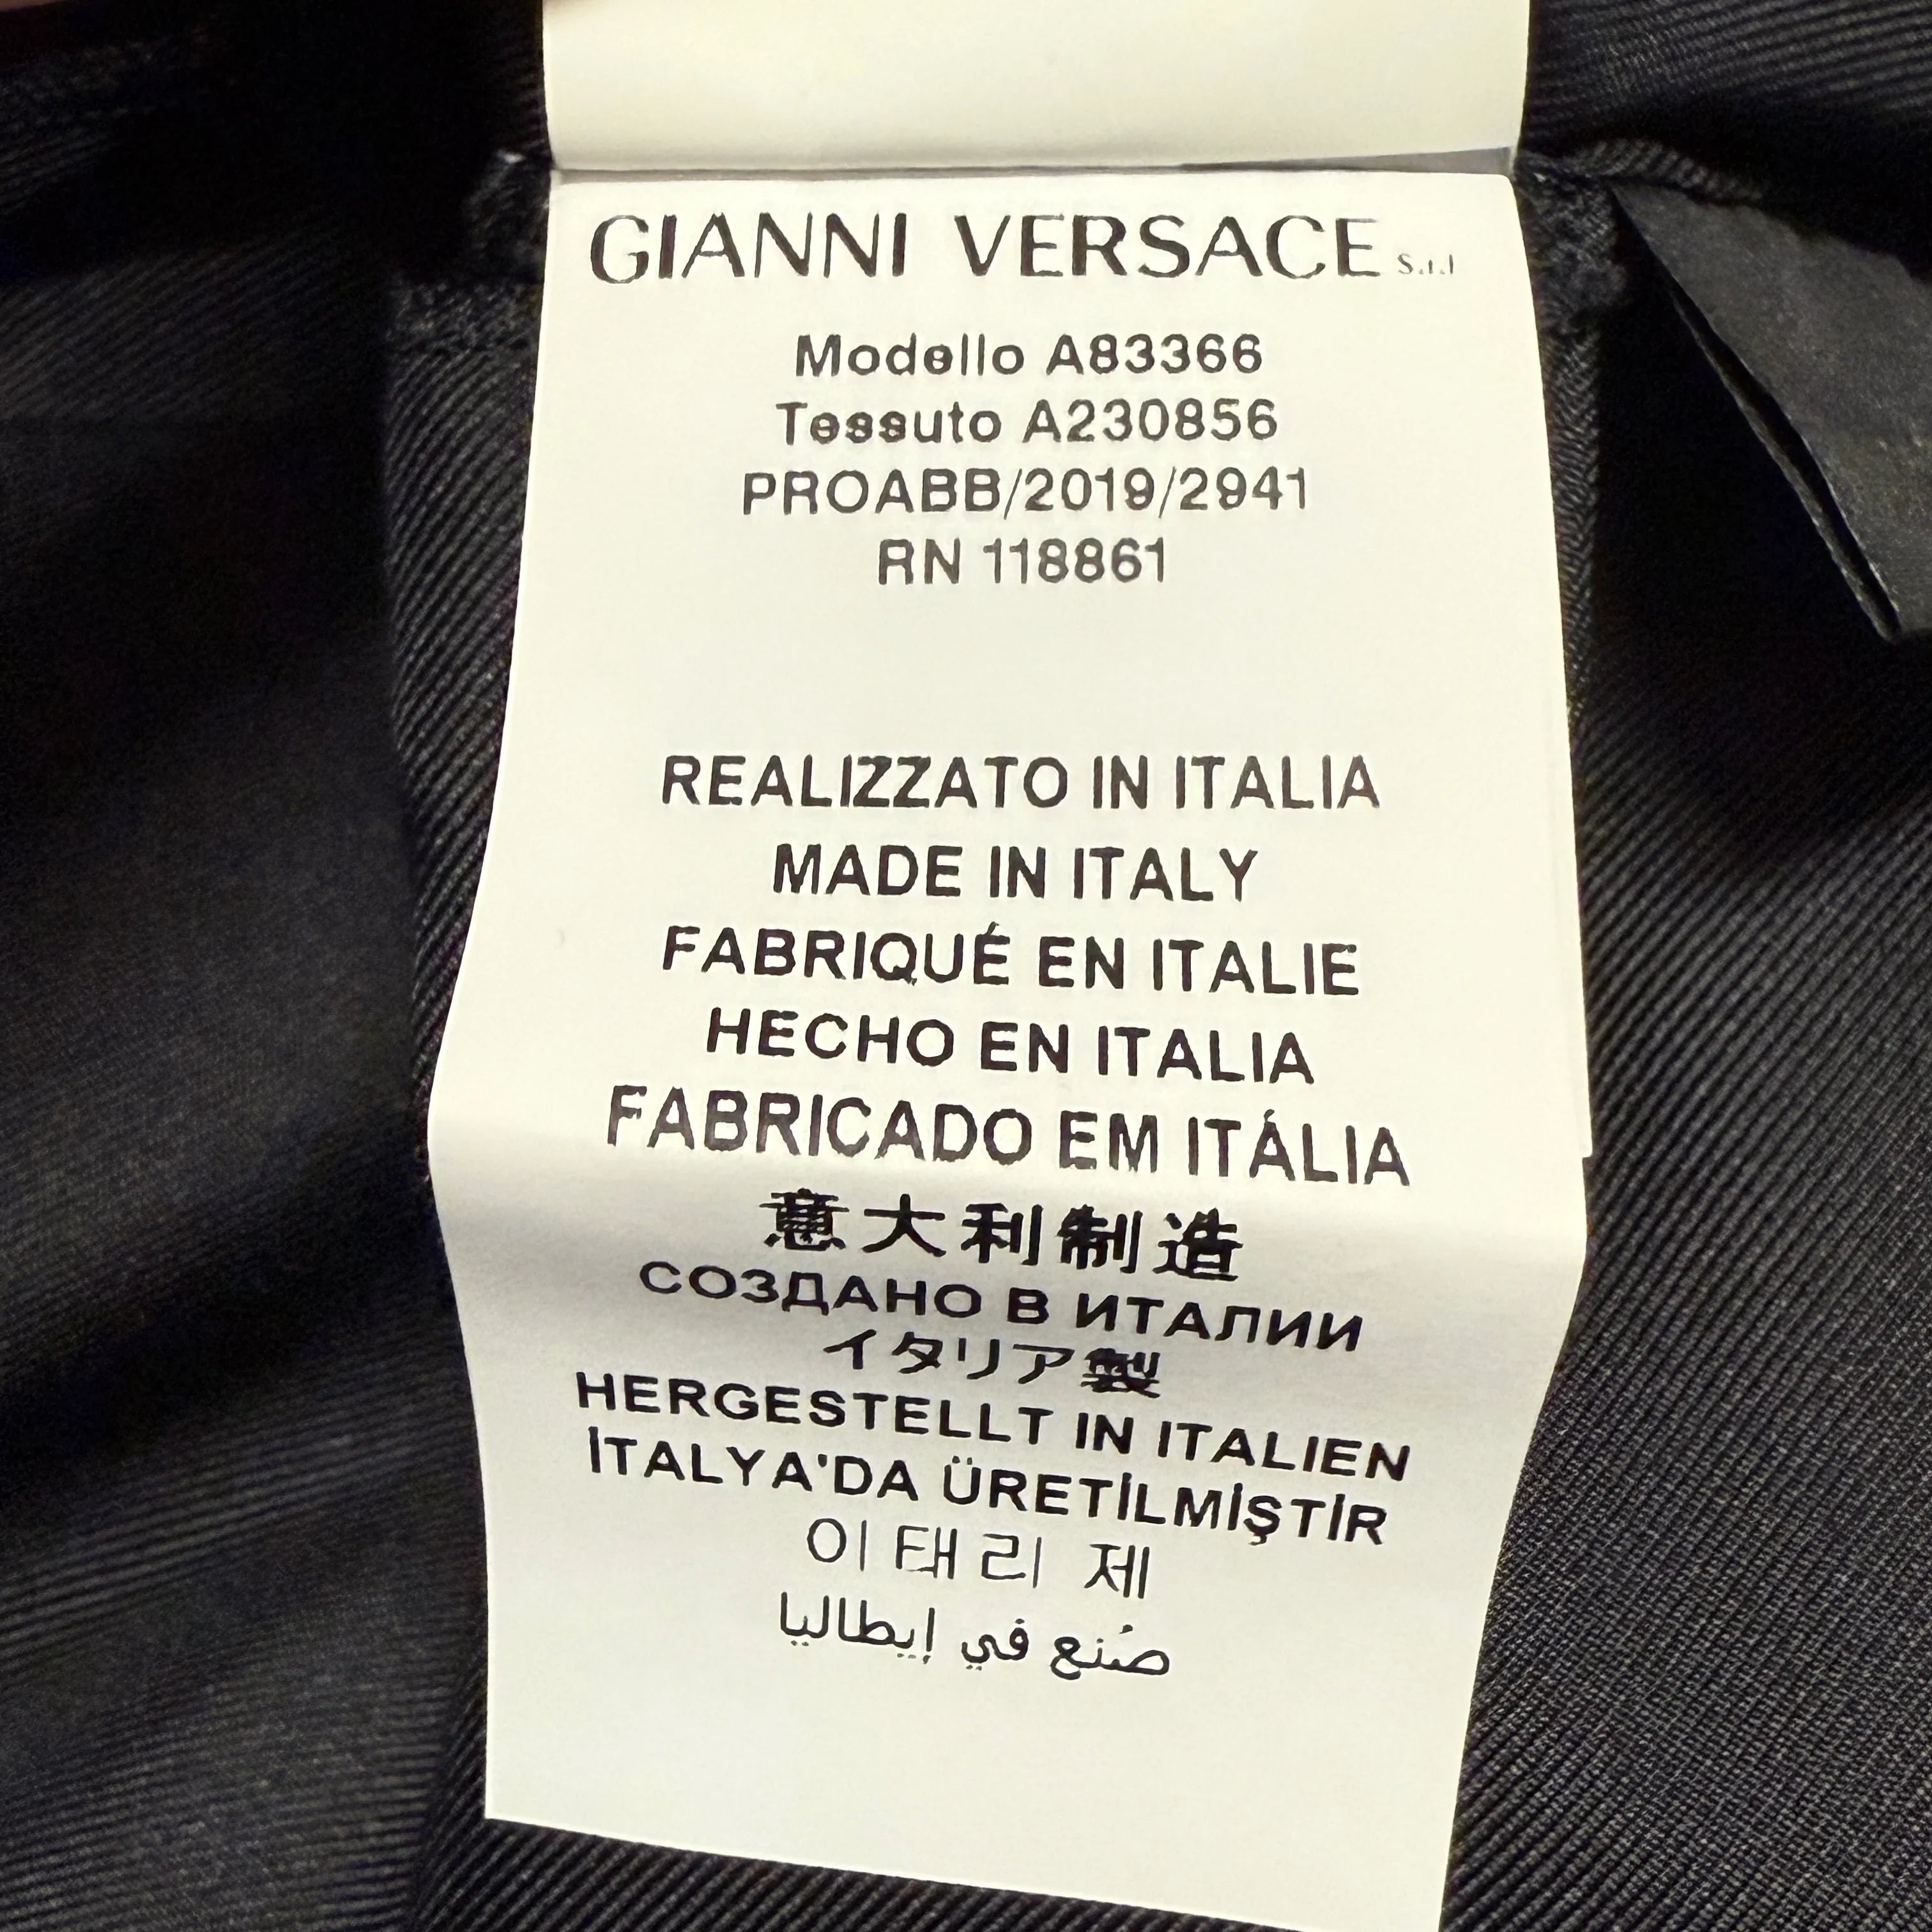 GIANNI VERSACE S.r.l
Modello A83366
Tessuto A230856
PROABB/2019/2941
RN 118861
REALIZZATO IN ITALIA
MADE IN ITALY
FABRIQUÉ EN ITALIE
HECHO EN ITALIA
FABRICADO EM ITÁLIA
意大利制造
СОЗДАНО В ИТАЛИИ
イタリア製
HERGESTELLT IN ITALIEN
İTALYA'DA ÜRETİLMİŞTİR
이태리 제
صُنع في إيطاليا